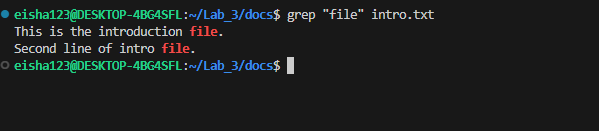 eisha123@DESKTOP-4BG4SFL:~/Lab_3/docs$ grep "file" intro.txt
This is the introduction file.
Second line of intro file.
eisha123@DESKTOP-4BG4SFL:~/Lab_3/docs$